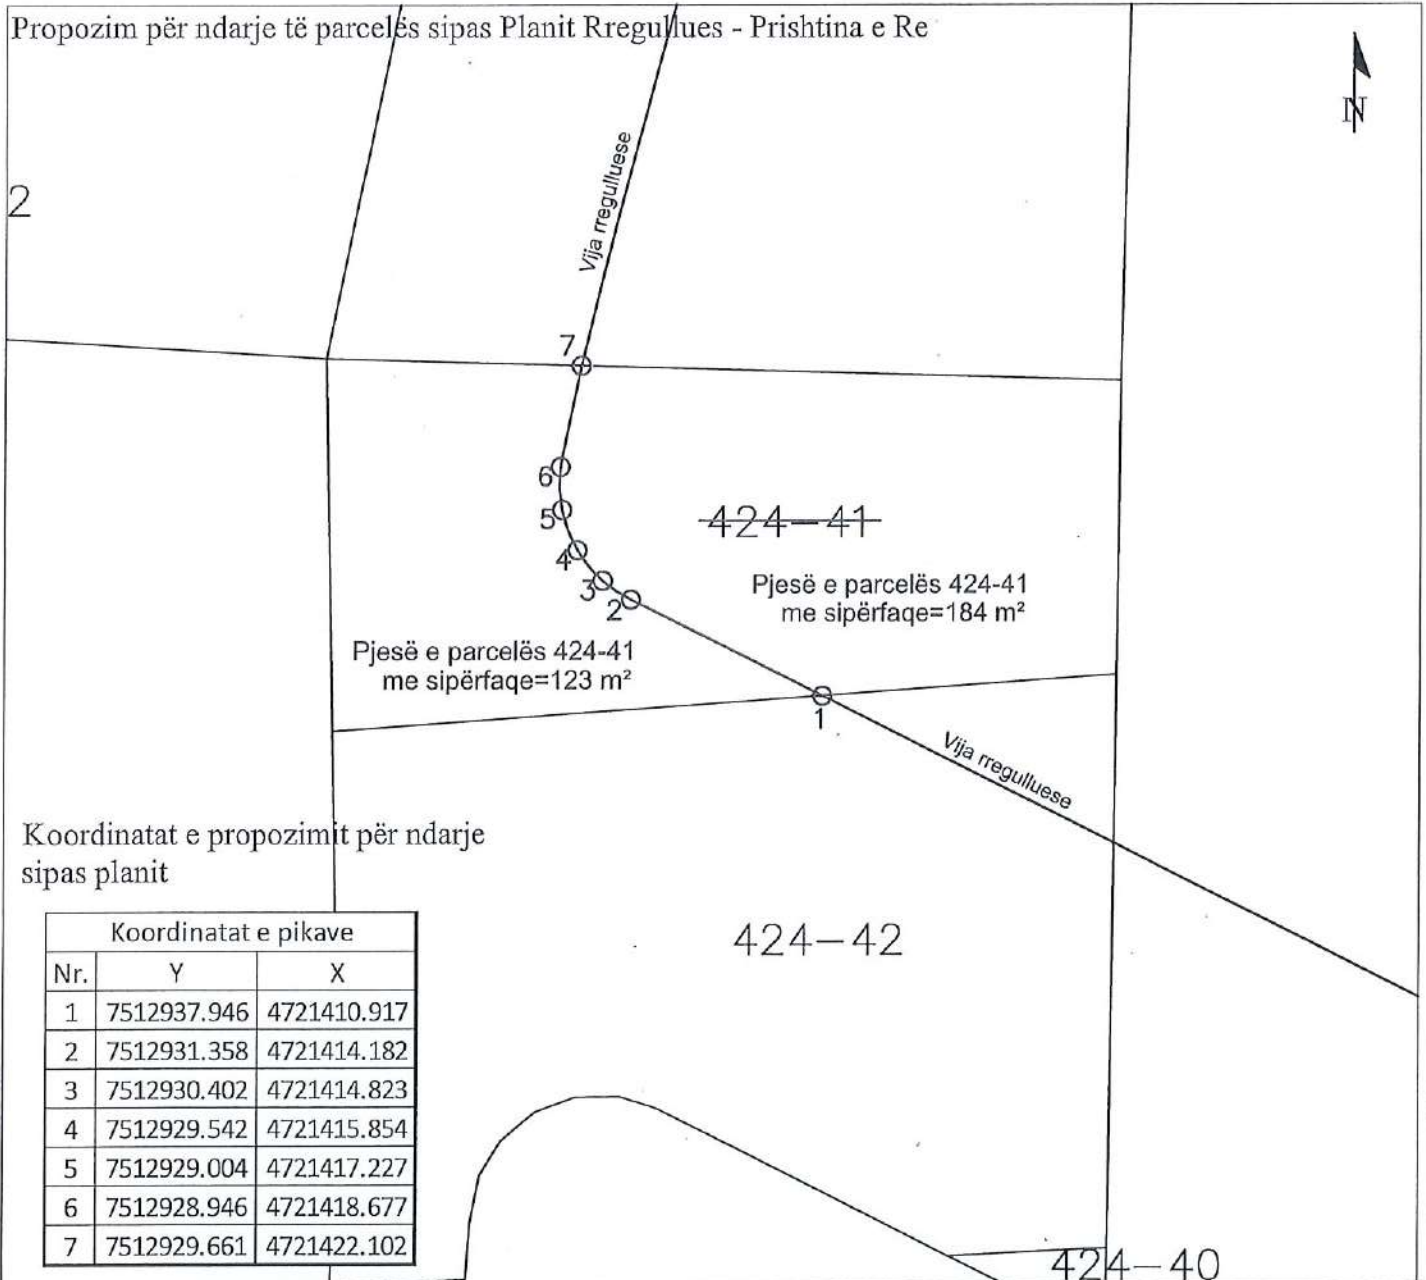 Propozim për ndarje të parcelës sipas Planit Rregullues - Prishtina e Re
N
2
Vija rregulluese
7
6
5
4
3
2
424-41
Pjesë e parcelës 424-41
me sipërfaqe=184 m²
Pjesë e parcelës 424-41
me sipërfaqe=123 m²
1
Vija rregulluese
Koordinatat e propozimit për ndarje
sipas planit
424-42
Koordinatat e pikave
Nr. Y X
1 7512937.946 4721410.917
2 7512931.358 4721414.182
3 7512930.402 4721414.823
4 7512929.542 4721415.854
5 7512929.004 4721417.227
6 7512928.946 4721418.677
7 7512929.661 4721422.102
424-40